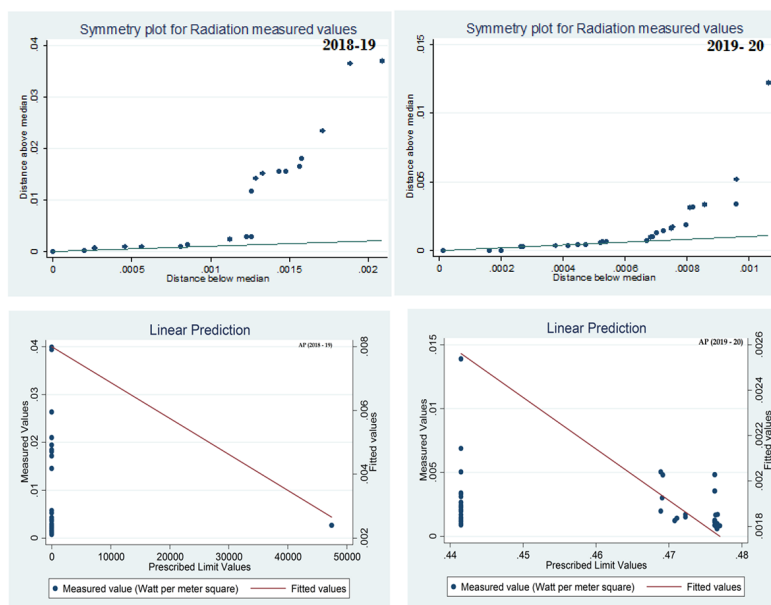 Symmetry plot for Radiation measured values
2018-19
Distance above median
.04
.03
.02
.01
0
0
.0005
.001
.0015
.002
Distance below median
Symmetry plot for Radiation measured values
2019- 20
Distance above median
.015
.01
.005
0
0
.0002
.0004
.0006
.0008
.001
Distance below median
Linear Prediction
AP (2018 - 19)
Measured Values
.04
.03
.02
.01
0
.008
.006
.004
.002
Fitted values
0
10000
20000
30000
40000
50000
Prescribed Limit Values
Measured value (Watt per meter square)
Fitted values
Linear Prediction
AP (2019 - 20)
Measured Values
.015
.01
.005
0
.0026
.0024
.0022
.002
.0018
Fitted values
.44
.45
.46
.47
.48
Prescribed Limit Values
Measured value (Watt per meter square)
Fitted values